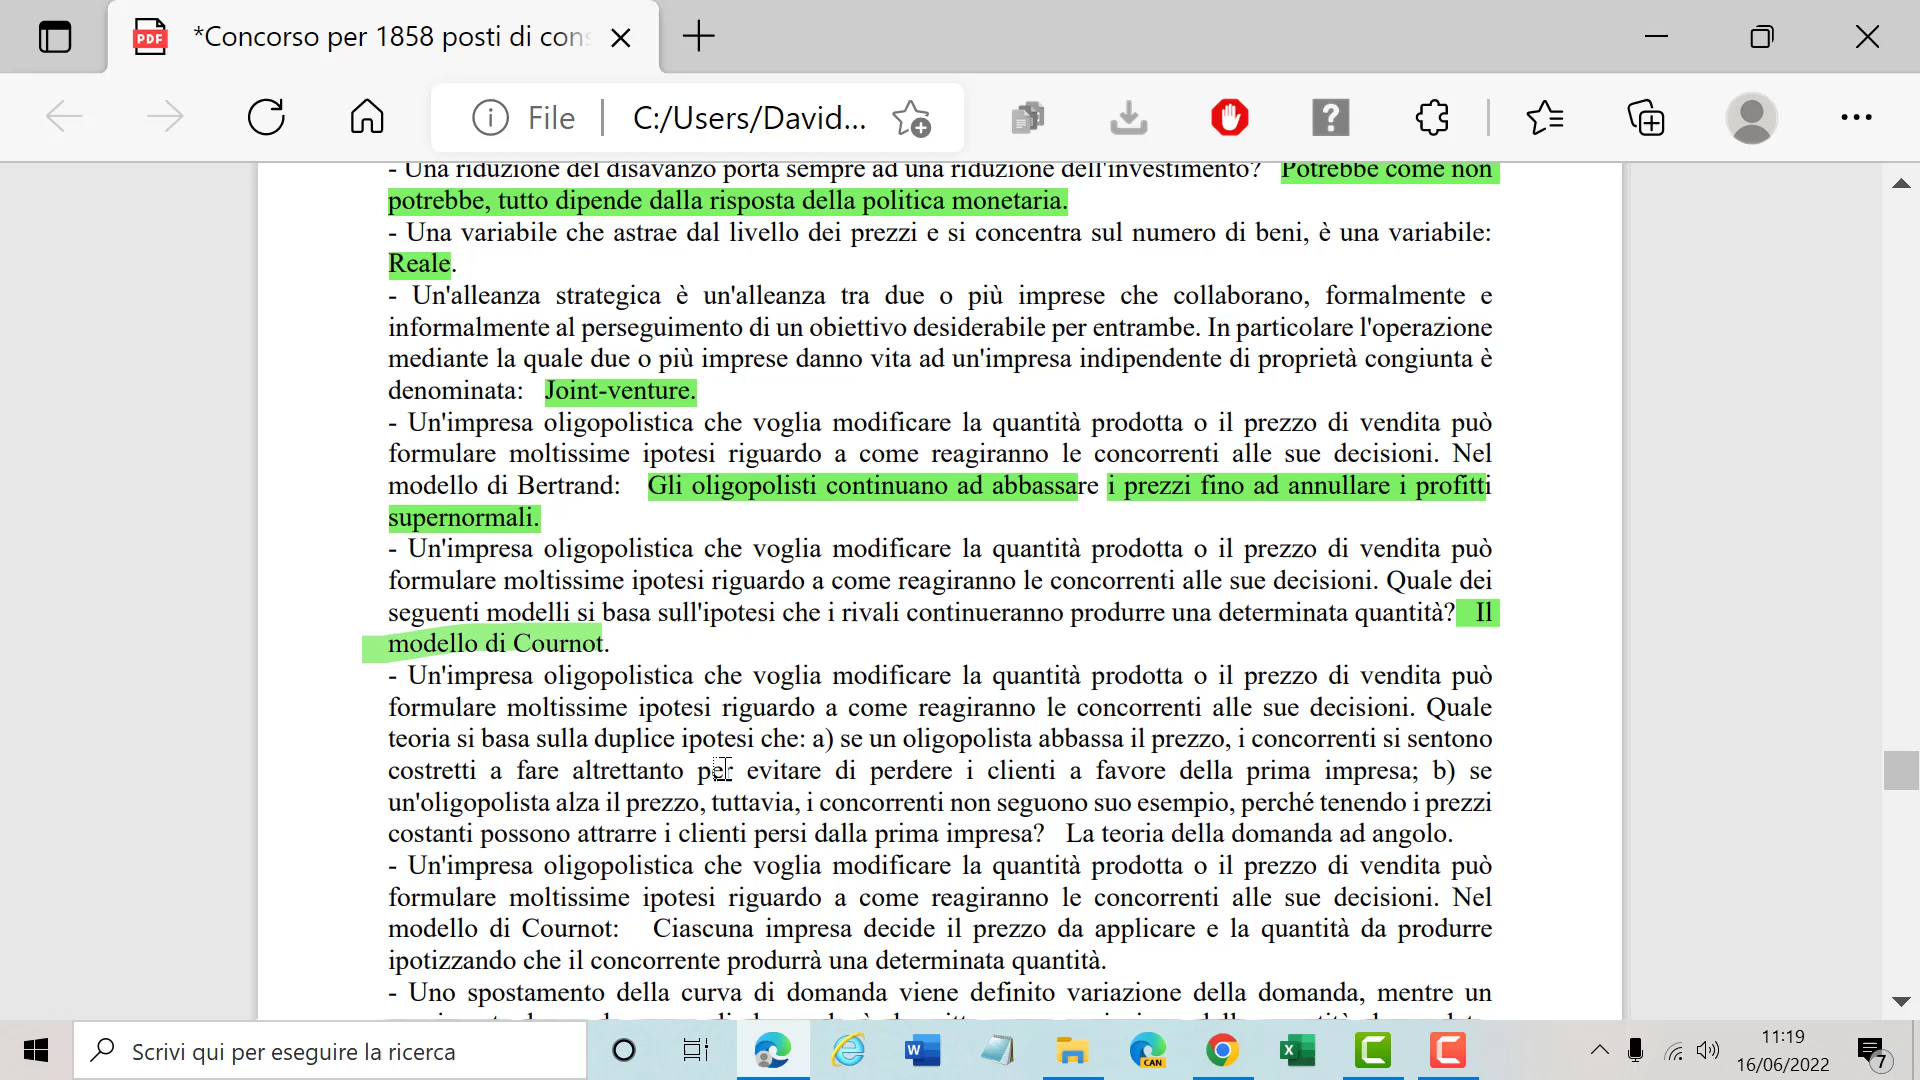 PDF
*Concorso per 1858 posti di con
File
C:/Users/David...
- Una riduzione del disavanzo porta sempre ad una riduzione dell'investimento? Potrebbe come non
potrebbe, tutto dipende dalla risposta della politica monetaria.
- Una variabile che astrae dal livello dei prezzi e si concentra sul numero di beni, è una variabile:
Reale.
- Un'alleanza strategica è un'alleanza tra due o più imprese che collaborano, formalmente e
informalmente al perseguimento di un obiettivo desiderabile per entrambe. In particolare l'operazione
mediante la quale due o più imprese danno vita ad un'impresa indipendente di proprietà congiunta è
denominata: Joint-venture.
- Un'impresa oligopolistica che voglia modificare la quantità prodotta o il prezzo di vendita può
formulare moltissime ipotesi riguardo a come reagiranno le concorrenti alle sue decisioni. Nel
modello di Bertrand: Gli oligopolisti continuano ad abbassare i prezzi fino ad annullare i profitti
supernormali.
- Un'impresa oligopolistica che voglia modificare la quantità prodotta o il prezzo di vendita può
formulare moltissime ipotesi riguardo a come reagiranno le concorrenti alle sue decisioni. Quale dei
seguenti modelli si basa sull'ipotesi che i rivali continueranno produrre una determinata quantità? Il
modello di Cournot.
- Un'impresa oligopolistica che voglia modificare la quantità prodotta o il prezzo di vendita può
formulare moltissime ipotesi riguardo a come reagiranno le concorrenti alle sue decisioni. Quale
teoria si basa sulla duplice ipotesi che: a) se un oligopolista abbassa il prezzo, i concorrenti si sentono
costretti a fare altrettanto per evitare di perdere i clienti a favore della prima impresa; b) se
un'oligopolista alza il prezzo, tuttavia, i concorrenti non seguono suo esempio, perché tenendo i prezzi
costanti possono attrarre i clienti persi dalla prima impresa? La teoria della domanda ad angolo.
- Un'impresa oligopolistica che voglia modificare la quantità prodotta o il prezzo di vendita può
formulare moltissime ipotesi riguardo a come reagiranno le concorrenti alle sue decisioni. Nel
modello di Cournot: Ciascuna impresa decide il prezzo da applicare e la quantità da produrre
ipotizzando che il concorrente produrrà una determinata quantità.
- Uno spostamento della curva di domanda viene definito variazione della domanda, mentre un
Scrivi qui per eseguire la ricerca
CAN
11:19
16/06/2022
7